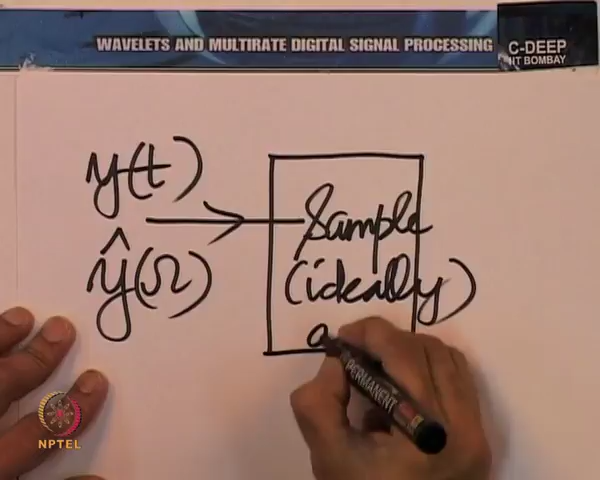 WAVELETS AND MULTIRATE DIGITAL SIGNAL PROCESSING
C-DEEP
IIT BOMBAY
y(t)
ŷ(Ω)
Sample
(ideally)
a
PERMANENT
NPTEL